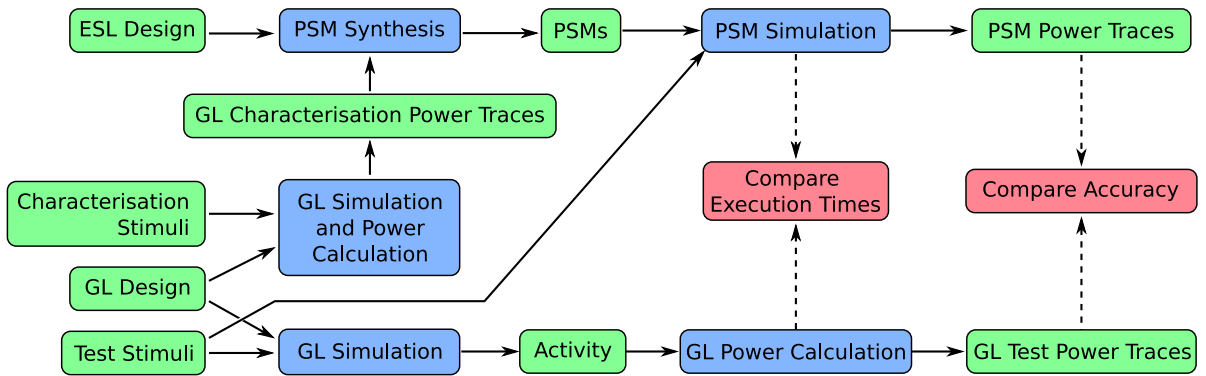 ESL Design
PSM Synthesis
PSMs
PSM Simulation
PSM Power Traces
GL Characterisation Power Traces
Characterisation
Stimuli
GL Simulation
and Power
Calculation
Compare
Execution Times
Compare Accuracy
GL Design
Test Stimuli
GL Simulation
Activity
GL Power Calculation
GL Test Power Traces